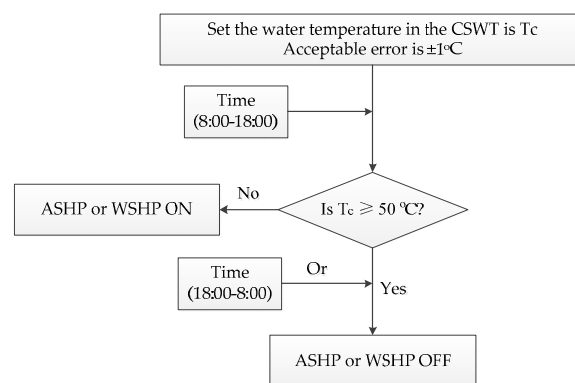 Set the water temperature in the CSWT is Tc
Acceptable error is ±1°C
Time
(8:00-18:00)
No
ASHP or WSHP ON
Is Tc ≥ 50 ℃?
Time
(18:00-8:00)
Or
Yes
ASHP or WSHP OFF